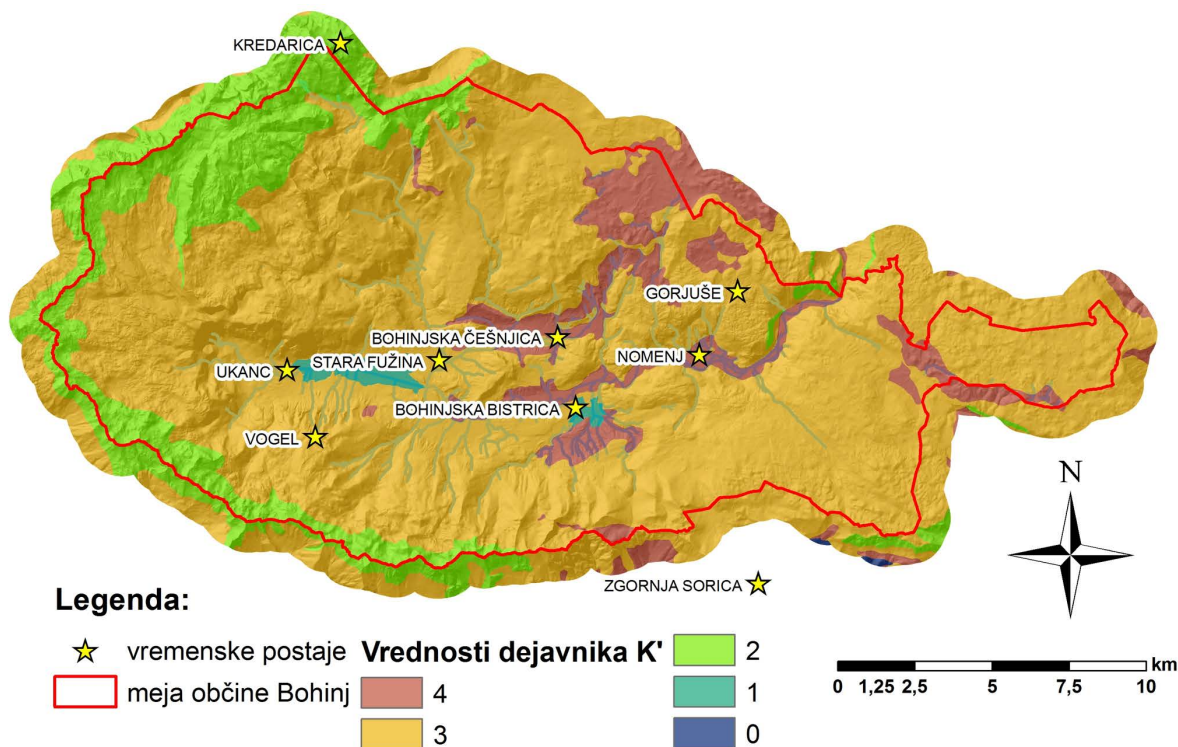 KREDARICA
GORJUŠE
BOHINJSKA ČEŠNJICA
STARA FUŽINA
NOMENJ
UKANC
BOHINJSKA BISTRICA
VOGEL
N
ZGORNJA SORICA
Legenda:
vremenske postaje
meja občine Bohinj
Vrednosti dejavnika K'
4
3
2
1
0
km
0 1,25 2,5 5 7,5 10